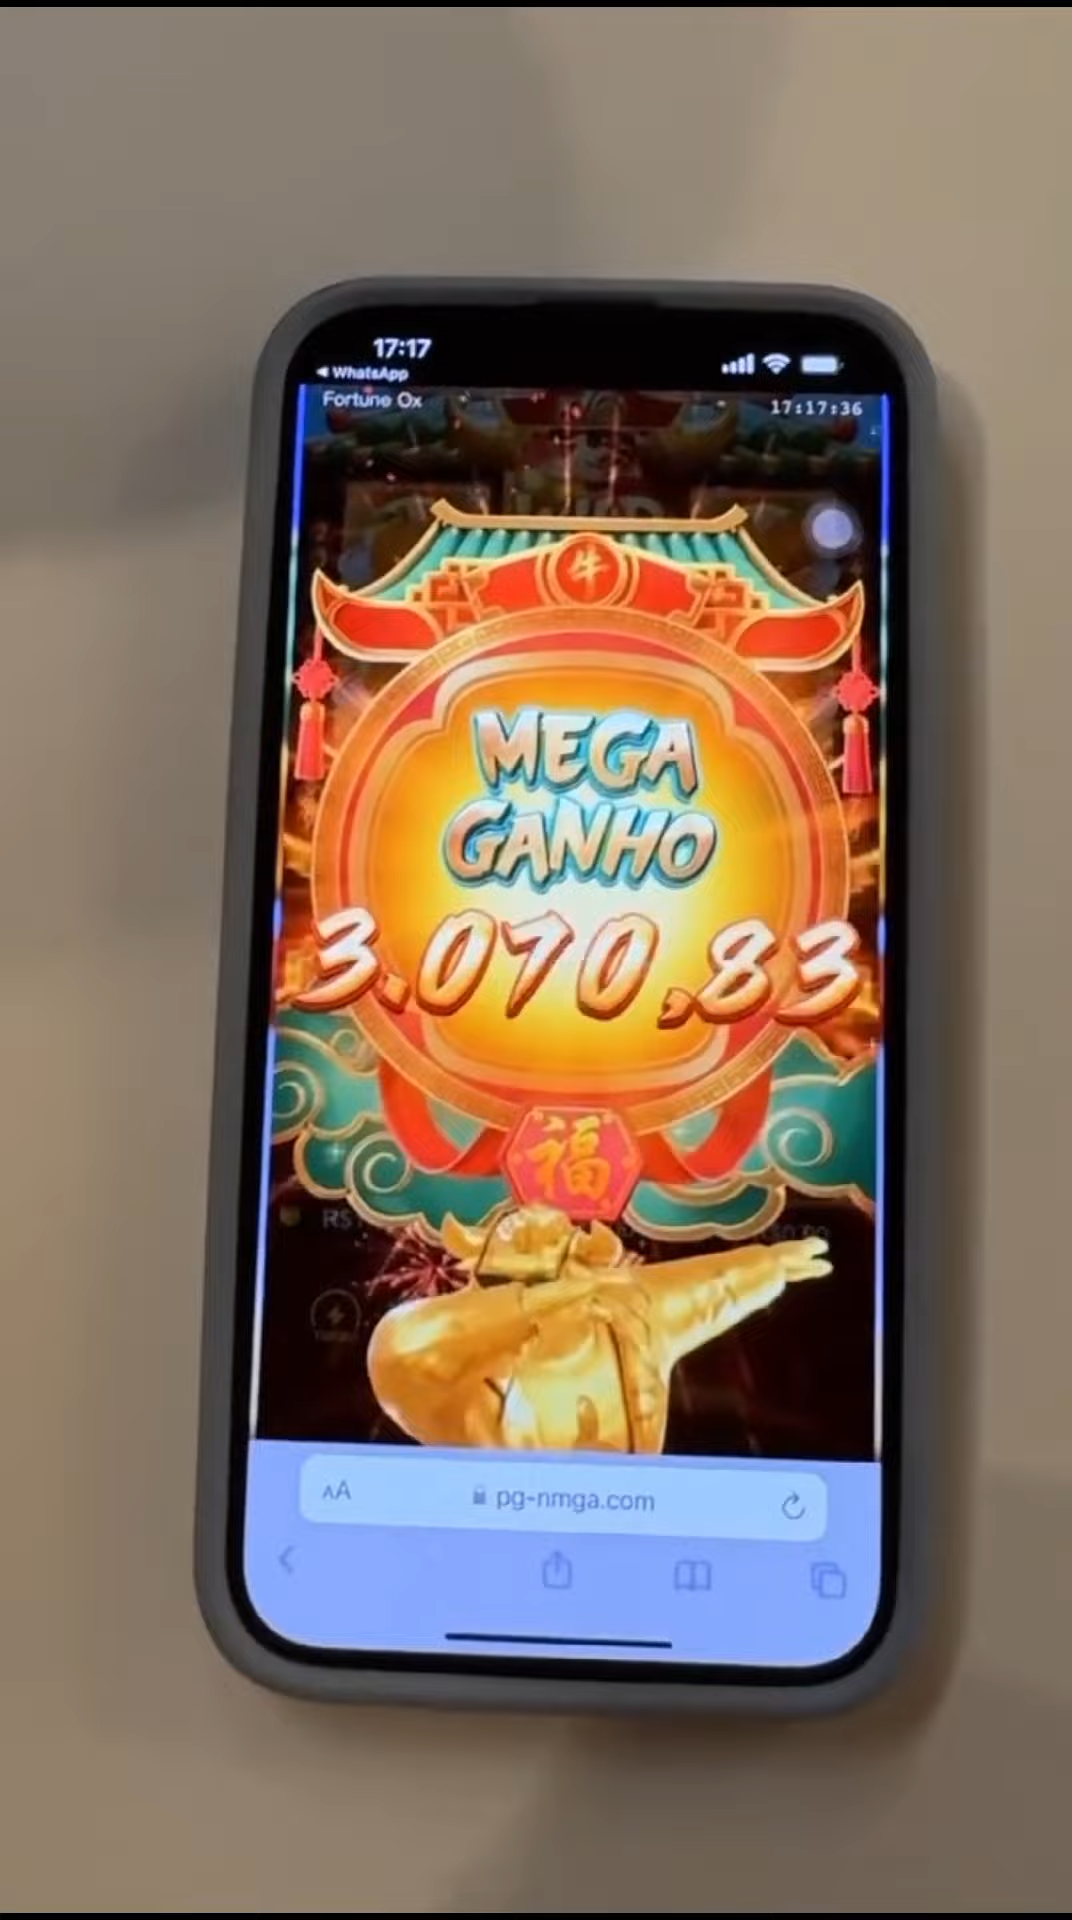 17:17
◀ WhatsApp
Fortune Ox
17:17:36
牛
MEGA
GANHO
3.070,83
福
R$
AA
pg-nmga.com